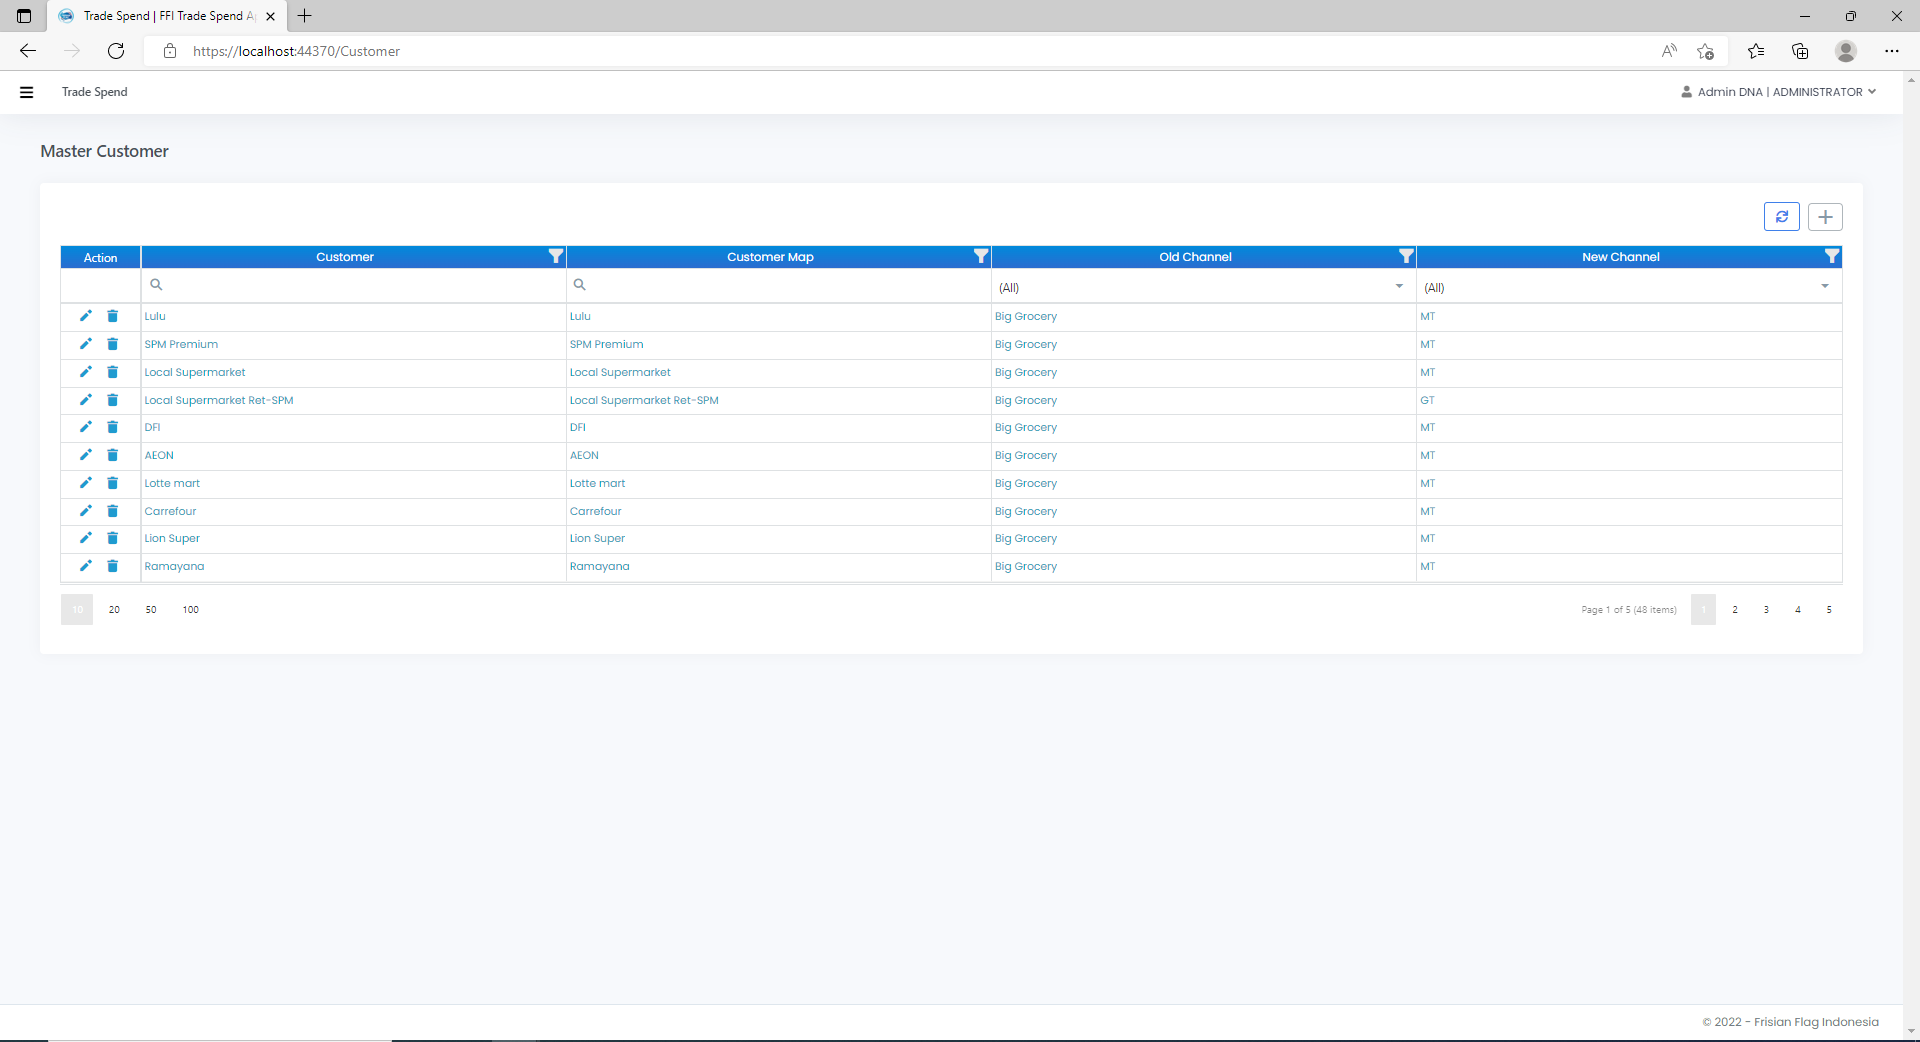 Trade Spend | FFI Trade Spend A
https://localhost:44370/Customer
Trade Spend
Admin DNA | ADMINISTRATOR
Master Customer
Action Customer Customer Map Old Channel New Channel
(All) (All)
Lulu Lulu Big Grocery MT
SPM Premium SPM Premium Big Grocery MT
Local Supermarket Local Supermarket Big Grocery MT
Local Supermarket Ret-SPM Local Supermarket Ret-SPM Big Grocery GT
DFI DFI Big Grocery MT
AEON AEON Big Grocery MT
Lotte mart Lotte mart Big Grocery MT
Carrefour Carrefour Big Grocery MT
Lion Super Lion Super Big Grocery MT
Ramayana Ramayana Big Grocery MT
10 20 50 100 Page 1 of 5 (48 items) 1 2 3 4 5
© 2022 - Frisian Flag Indonesia